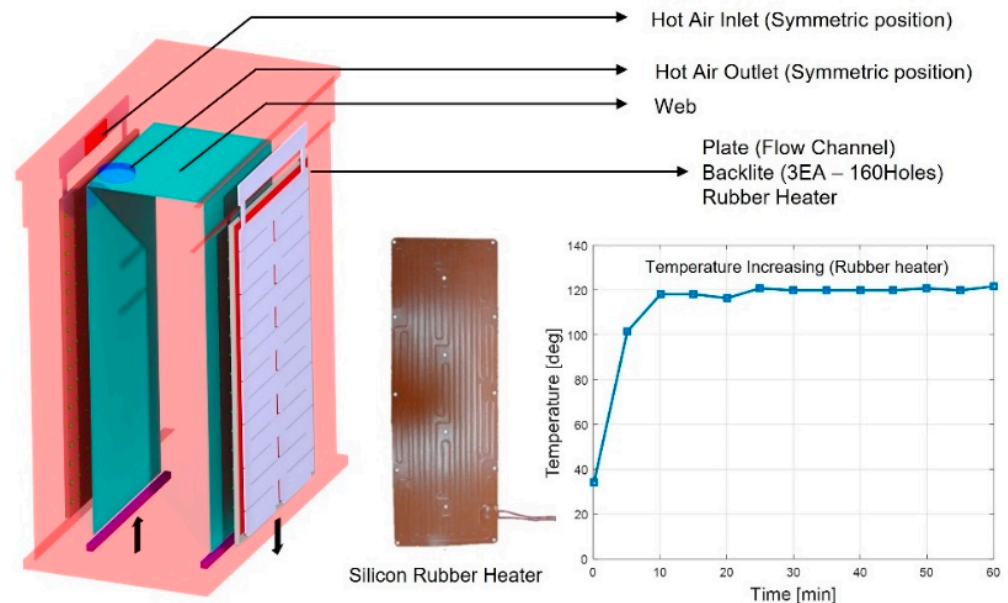 Hot Air Inlet (Symmetric position)
Hot Air Outlet (Symmetric position)
Web
Plate (Flow Channel)
Backlite (3EA – 160Holes)
Rubber Heater
Silicon Rubber Heater
Temperature Increasing (Rubber heater)
Temperature [deg]
140
120
100
80
60
40
20
0
0 10 20 30 40 50 60
Time [min]